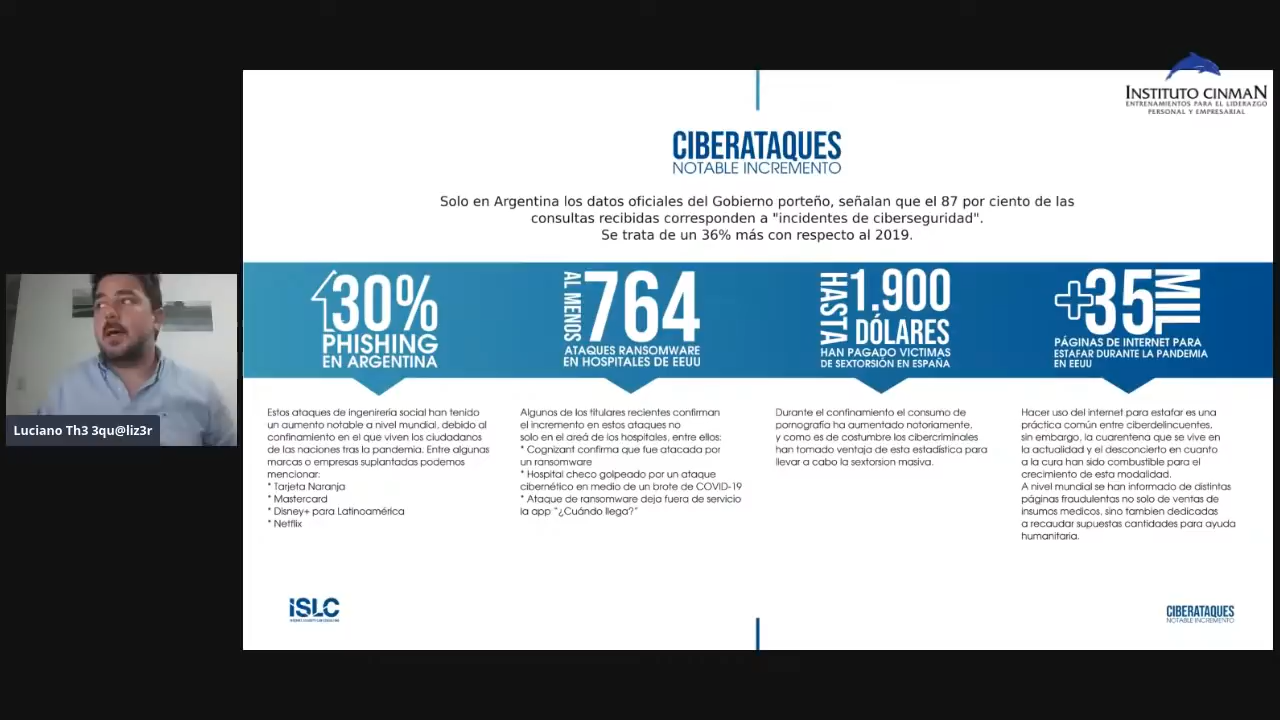 INSTITUTO CINMAN
ENTRENAMIENTOS PARA EL LIDERAZGO
PERSONAL Y EMPRESARIAL
CIBERATAQUES
NOTABLE INCREMENTO
Solo en Argentina los datos oficiales del Gobierno porteño, señalan que el 87 por ciento de las
consultas recibidas corresponden a "incidentes de ciberseguridad".
Se trata de un 36% más con respecto al 2019.
30%
PHISHING
EN ARGENTINA
AL MENOS
764
ATAQUES RANSOMWARE
EN HOSPITALES DE EEUU
HASTA
1.900
DÓLARES
HAN PAGADO VICTIMAS
DE SEXTORSIÓN EN ESPAÑA
+35
MIL
PÁGINAS DE INTERNET PARA
ESTAFAR DURANTE LA PANDEMIA
EN EEUU
Estos ataques de ingenirería social han tenido
un aumento notable a nivel mundial, debido al
confinamiento en el que viven los ciudadanos
de las naciones tras la pandemia. Entre algunas
marcas o empresas suplantadas podemos
mencionar:
* Tarjeta Naranja
* Mastercard
* Disney+ para Latinoamérica
* Netflix
Algunos de los titulares recientes confirman
el incremento en estos ataques no
solo en el areá de los hospitales, entre ellos:
* Cognizant confirma que fue atacada por
un ransomware
* Hospital checo golpeado por un ataque
cibernético en medio de un brote de COVID-19
* Ataque de ransomware deja fuera de servicio
la app "¿Cuándo llega?"
Durante el confinamiento el consumo de
pornografía ha aumentado notoriamente,
y como es de costumbre los cibercriminales
han tomado ventaja de esta estadística para
llevar a cabo la sextorsion masiva.
Hacer uso del internet para estafar es una
práctica común entre ciberdelincuentes,
sin embargo, la cuarentena que se vive en
la actualidad y el desconcierto en cuanto
a la cura han sido combustible para el
crecimiento de esta modalidad.
A nivel mundial se han informado de distintas
páginas fraudulentas no solo de ventas de
insumos medicos, sino tambien dedicadas
a recaudar supuestas cantidades para ayuda
humanitaria.
Luciano Th3 3qu@liz3r
iSLC
CIBERATAQUES
NOTABLE INCREMENTO